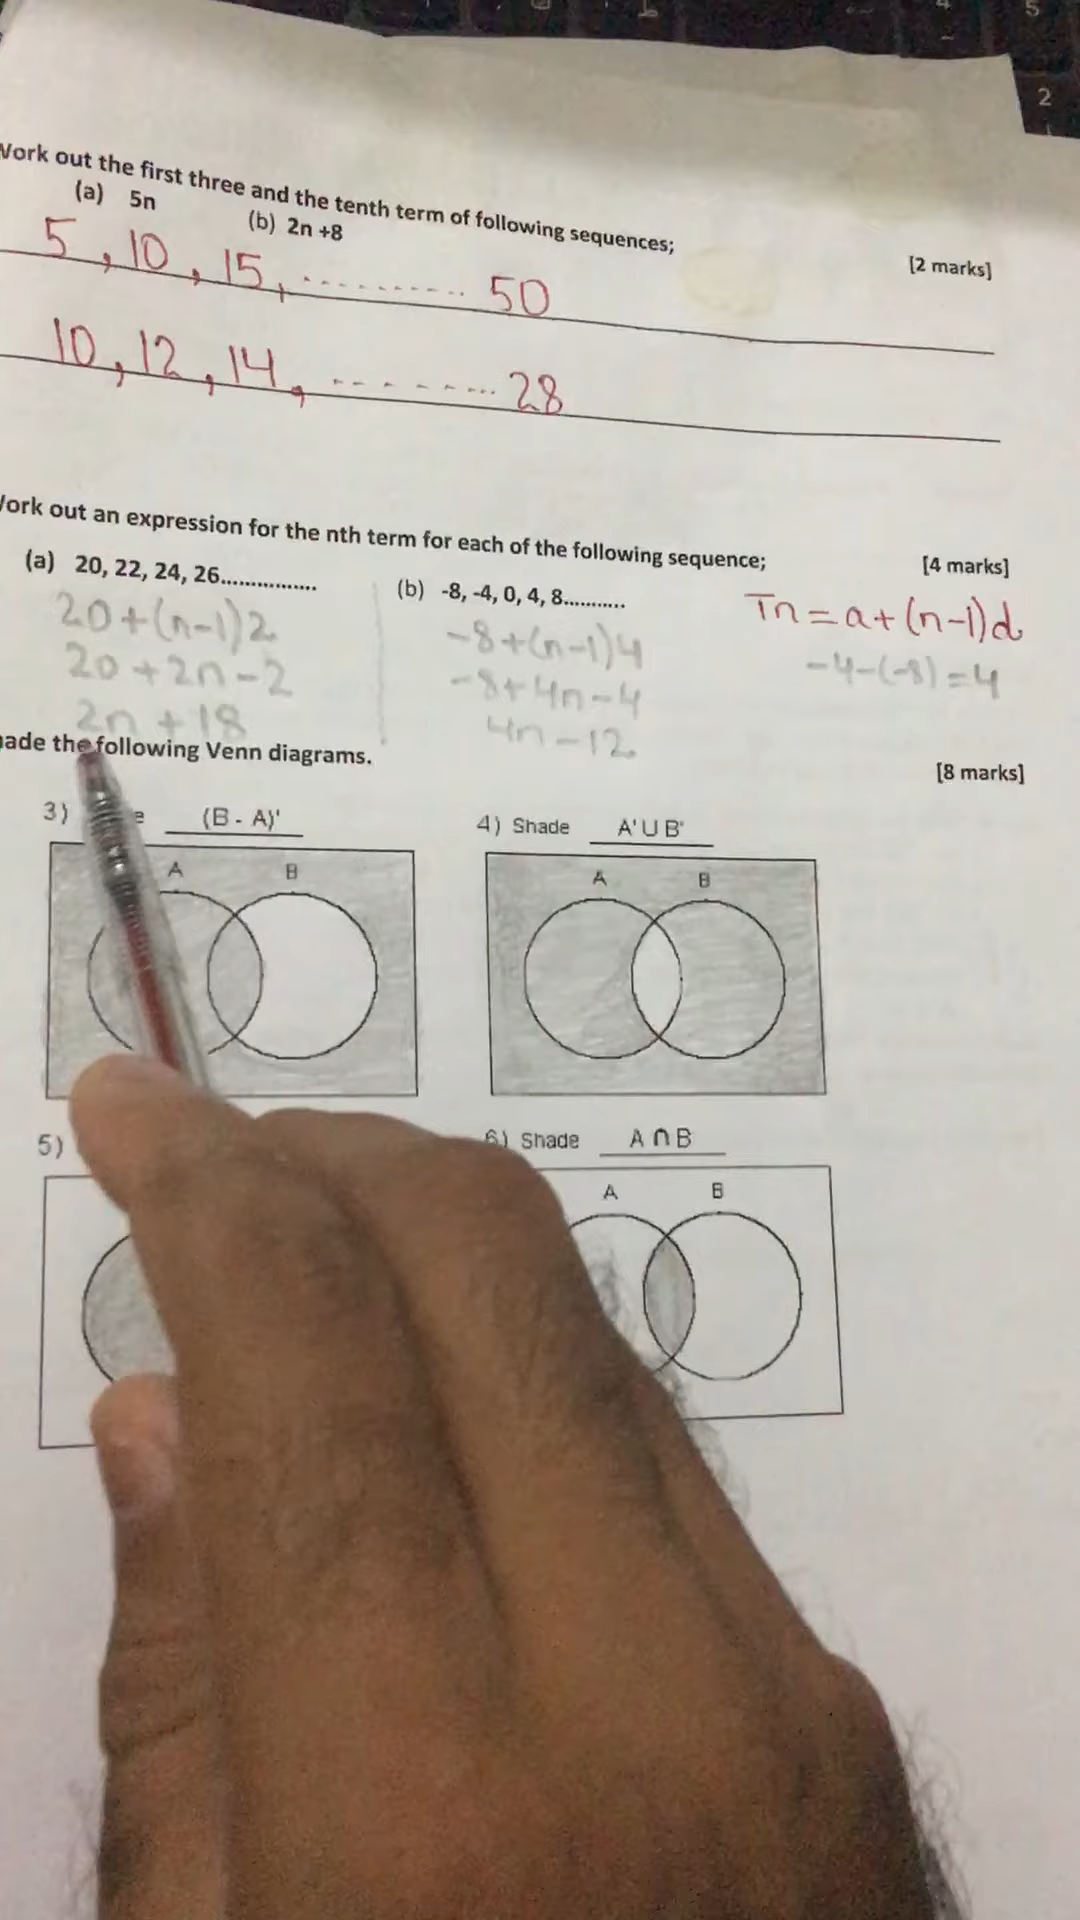 out the first three and the tenth term of following sequences;
(a) 5n (b) 2n +8 [2 marks]
5, 10, 15, .......... 50
10, 12, 14, ......... 28
out an expression for the nth term for each of the following sequence; [4 marks]
(a) 20, 22, 24, 26................ (b) -8, -4, 0, 4, 8........... Tn = a+(n-1)d
20+(n-1)2 -8+(n-1)4 -4-(-8)=4
20+2n-2 -8+4n-4
2n+18 4n-12
the following Venn diagrams. [8 marks]
3) (B - A)' 4) Shade A' U B'
A B A B
5) 6) Shade A ∩ B
A B
4 5
2